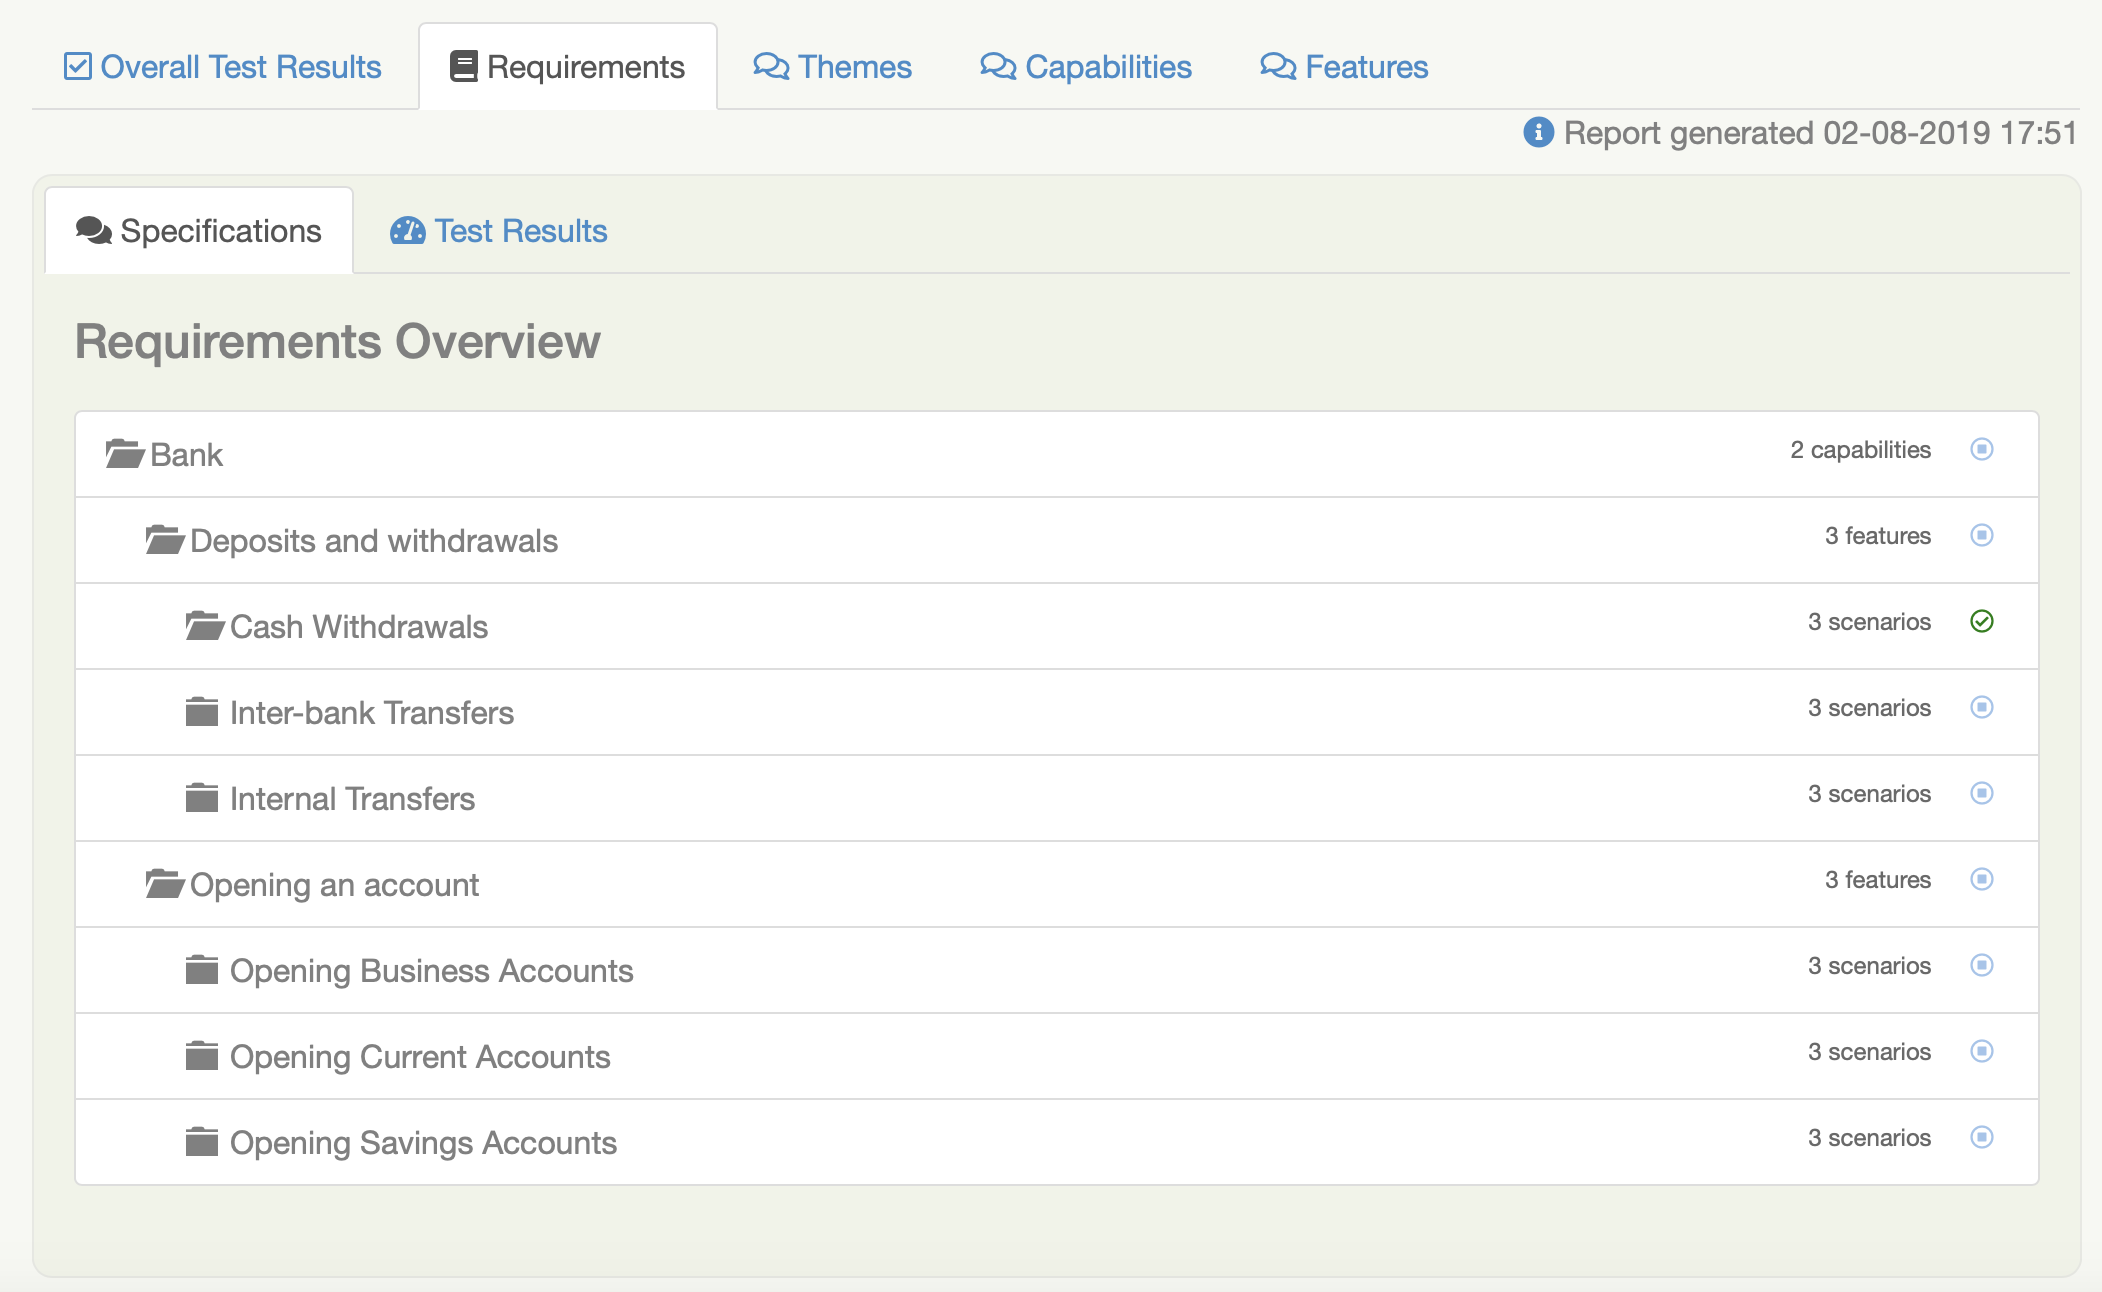 Overall Test Results Requirements Themes Capabilities Features
Report generated 02-08-2019 17:51
Specifications Test Results
Requirements Overview
Bank 2 capabilities
Deposits and withdrawals 3 features
Cash Withdrawals 3 scenarios
Inter-bank Transfers 3 scenarios
Internal Transfers 3 scenarios
Opening an account 3 features
Opening Business Accounts 3 scenarios
Opening Current Accounts 3 scenarios
Opening Savings Accounts 3 scenarios